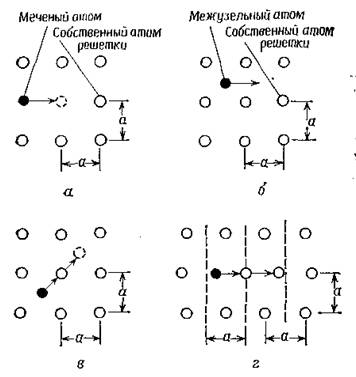 Меченый атом
Собственный атом
решетки
a
a
а
Межузельный атом
Собственный атом
решетки
a
a
б
a
a
в
a
a
a
г